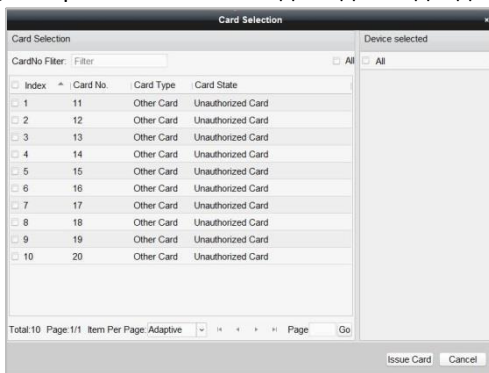 Card Selection
Card Selection
Device selected
CardNo Fliter: Filter
All
All
Index Card No. Card Type Card State
1 11 Other Card Unauthorized Card
2 12 Other Card Unauthorized Card
3 13 Other Card Unauthorized Card
4 14 Other Card Unauthorized Card
5 15 Other Card Unauthorized Card
6 16 Other Card Unauthorized Card
7 17 Other Card Unauthorized Card
8 18 Other Card Unauthorized Card
9 19 Other Card Unauthorized Card
10 20 Other Card Unauthorized Card
Total:10 Page:1/1 Item Per Page: Adaptive Page Go
Issue Card Cancel